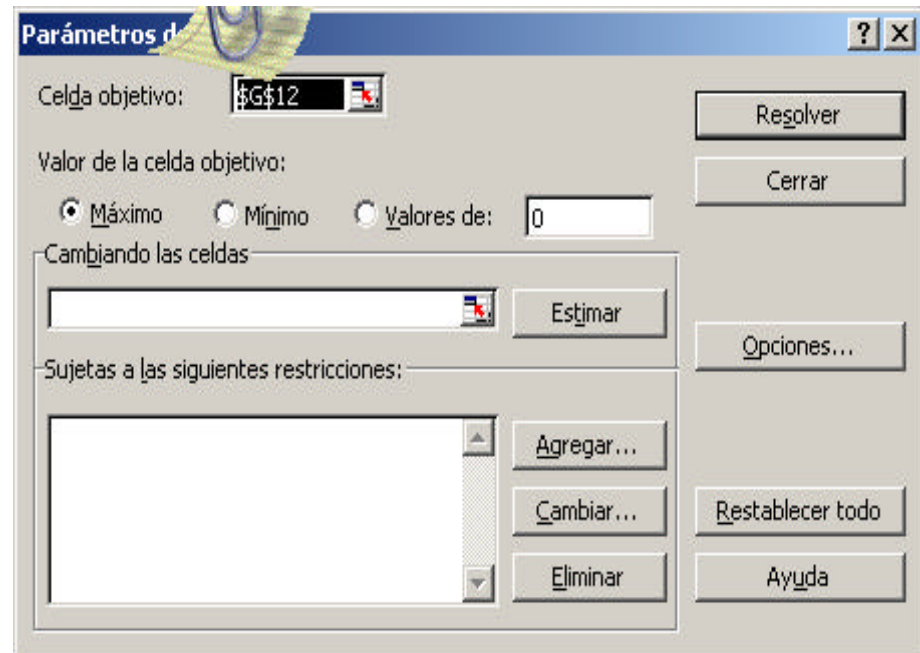 Parámetros de
Celda objetivo: $G$12
Resolver
Valor de la celda objetivo:
Cerrar
Máximo Mínimo Valores de: 0
Cambiando las celdas
Estimar
Opciones...
Sujetas a las siguientes restricciones:
Agregar...
Cambiar...
Restablecer todo
Eliminar
Ayuda